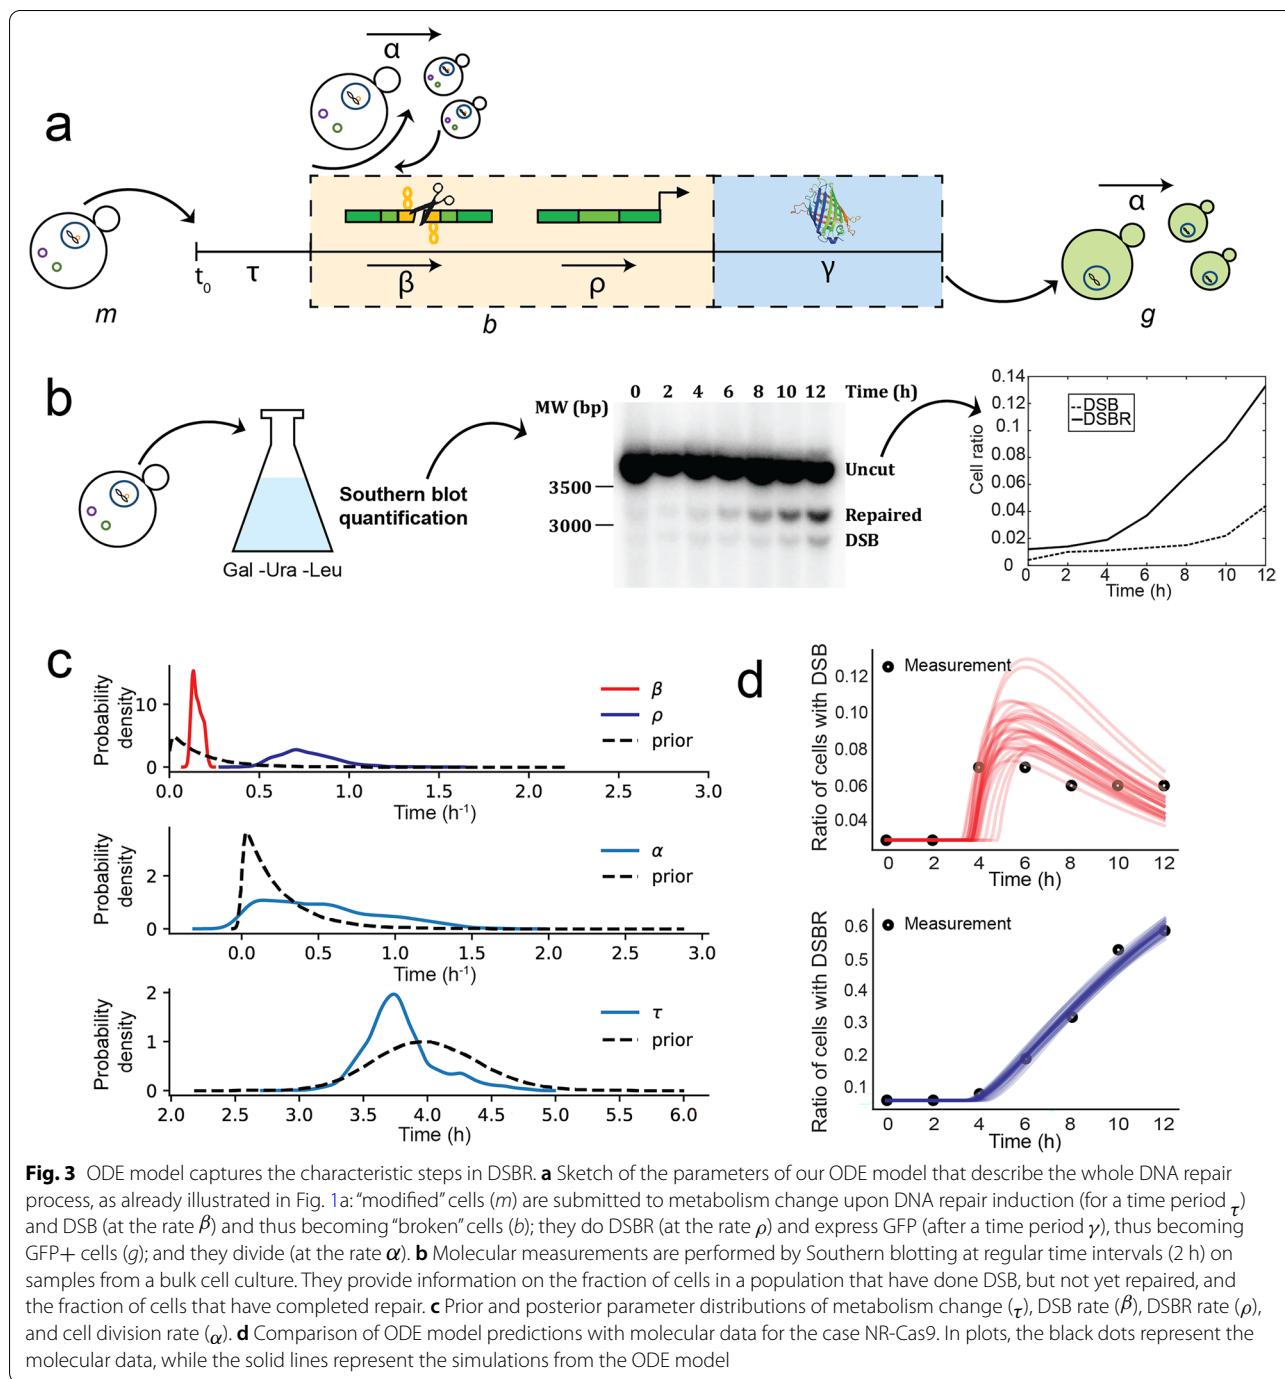 a
α
m
t0
τ
β
ρ
b
γ
α
g
b
Gal -Ura -Leu
Southern blot
quantification
0 2 4 6 8 10 12 Time (h)
MW (bp)
3500
3000
Uncut
Repaired
DSB
Cell ratio
0.14
0.12
0.1
0.08
0.06
0.04
0.02
0
DSB
DSBR
0 2 4 6 8 10 12
Time (h)
c
Probability
density
10
0
β
ρ
prior
0.0 0.5 1.0 1.5 2.0 2.5 3.0
Time (h-1)
Probability
density
2
0
α
prior
0.0 0.5 1.0 1.5 2.0 2.5 3.0
Time (h-1)
Probability
density
2
1
0
τ
prior
2.0 2.5 3.0 3.5 4.0 4.5 5.0 5.5 6.0
Time (h)
d
Ratio of cells with DSB
0.12
0.10
0.08
0.06
0.04
Measurement
0 2 4 6 8 10 12
Time (h)
Ratio of cells with DSBR
0.6
0.5
0.4
0.3
0.2
0.1
Measurement
0 2 4 6 8 10 12
Time (h)
Fig. 3 ODE model captures the characteristic steps in DSBR. a Sketch of the parameters of our ODE model that describe the whole DNA repair
process, as already illustrated in Fig. 1a: “modified” cells (m) are submitted to metabolism change upon DNA repair induction (for a time period τ)
and DSB (at the rate β) and thus becoming “broken” cells (b); they do DSBR (at the rate ρ) and express GFP (after a time period γ), thus becoming
GFP+ cells (g); and they divide (at the rate α). b Molecular measurements are performed by Southern blotting at regular time intervals (2 h) on
samples from a bulk cell culture. They provide information on the fraction of cells in a population that have done DSB, but not yet repaired, and
the fraction of cells that have completed repair. c Prior and posterior parameter distributions of metabolism change (τ), DSB rate (β), DSBR rate (ρ),
and cell division rate (α). d Comparison of ODE model predictions with molecular data for the case NR-Cas9. In plots, the black dots represent the
molecular data, while the solid lines represent the simulations from the ODE model